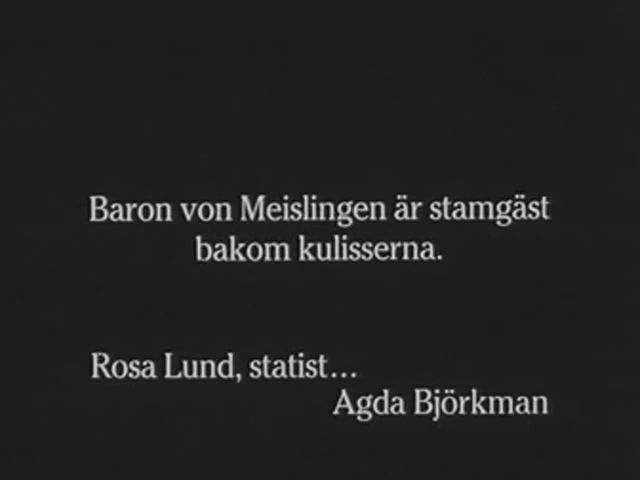 Baron von Meislingen är stamgäst
bakom kulisserna.
Rosa Lund, statist...
Agda Björkman